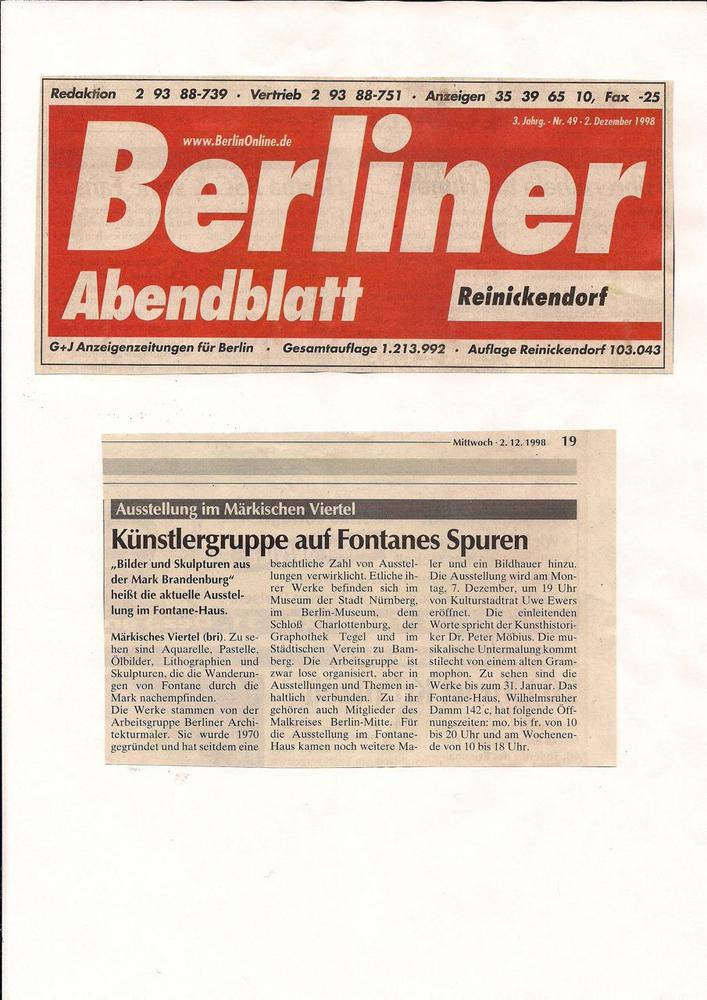 Redaktion 2 93 88-739 · Vertrieb 2 93 88-751 · Anzeigen 35 39 65 10, Fax -25
3. Jahrg. - Nr. 49 - 2. Dezember 1998
www.BerlinOnline.de
Berliner
Abendblatt
Reinickendorf
G+J Anzeigenzeitungen für Berlin · Gesamtauflage 1.213.992 · Auflage Reinickendorf 103.043
Mittwoch · 2. 12. 1998 19
Ausstellung im Märkischen Viertel
Künstlergruppe auf Fontanes Spuren
„Bilder und Skulpturen aus
der Mark Brandenburg“
heißt die aktuelle Ausstel-
lung im Fontane-Haus.
Märkisches Viertel (bri). Zu se-
hen sind Aquarelle, Pastelle,
Ölbilder, Lithographien und
Skulpturen, die die Wanderun-
gen von Fontane durch die
Mark nachempfinden.
Die Werke stammen von der
Arbeitsgruppe Berliner Archi-
tekturmaler. Sie wurde 1970
gegründet und hat seitdem eine
beachtliche Zahl von Ausstel-
lungen verwirklicht. Etliche ih-
rer Werke befinden sich im
Museum der Stadt Nürnberg,
im Berlin-Museum, dem
Schloß Charlottenburg, der
Graphothek Tegel und im
Städtischen Verein zu Bam-
berg. Die Arbeitsgruppe ist
zwar lose organisiert, aber in
Ausstellungen und Themen in-
haltlich verbunden. Zu ihr
gehören auch Mitglieder des
Malkreises Berlin-Mitte. Für
die Ausstellung im Fontane-
Haus kamen noch weitere Ma-
ler und ein Bildhauer hinzu.
Die Ausstellung wird am Mon-
tag, 7. Dezember, um 19 Uhr
von Kulturstadtrat Uwe Ewers
eröffnet. Die einleitenden
Worte spricht der Kunsthistori-
ker Dr. Peter Möbius. Die mu-
sikalische Untermalung kommt
stilecht von einem alten Gram-
mophon. Zu sehen sind die
Werke bis zum 31. Januar. Das
Fontane-Haus, Wilhelmsruher
Damm 142 c, hat folgende Öff-
nungszeiten: mo. bis fr. von 10
bis 20 Uhr und am Wochenen-
de von 10 bis 18 Uhr.